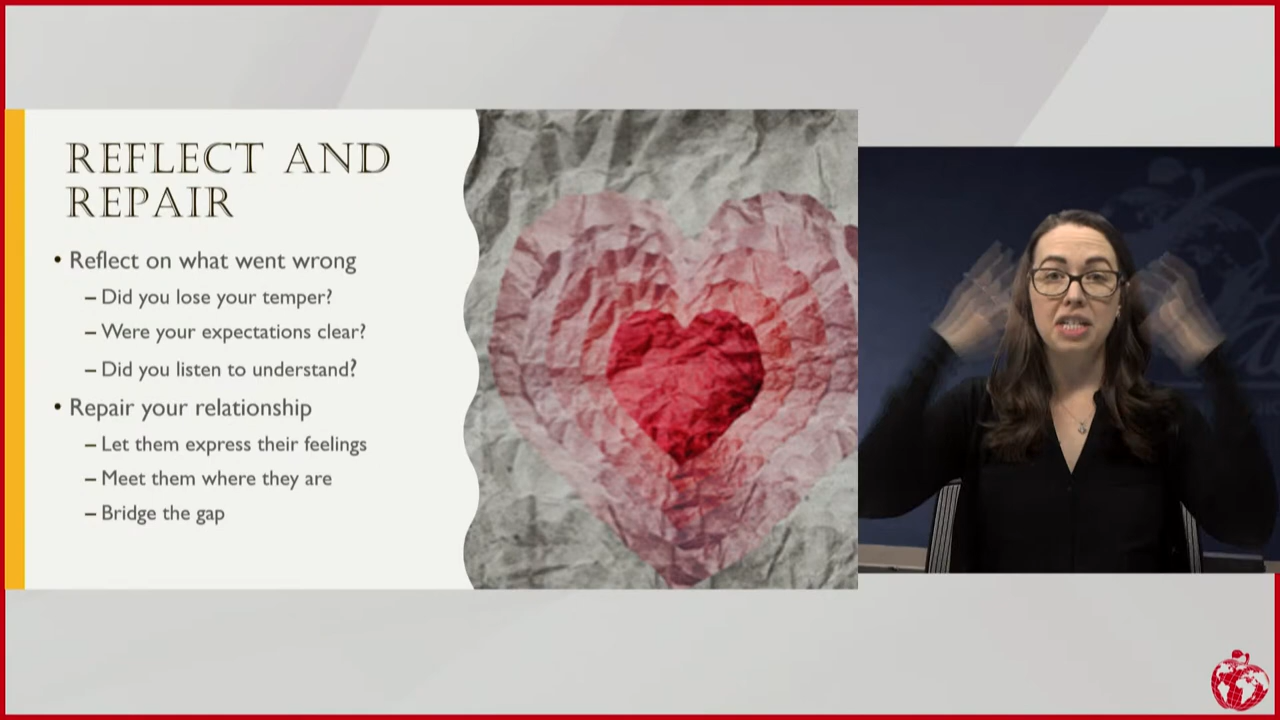 REFLECT AND
REPAIR
• Reflect on what went wrong
– Did you lose your temper?
– Were your expectations clear?
– Did you listen to understand?
• Repair your relationship
– Let them express their feelings
– Meet them where they are
– Bridge the gap